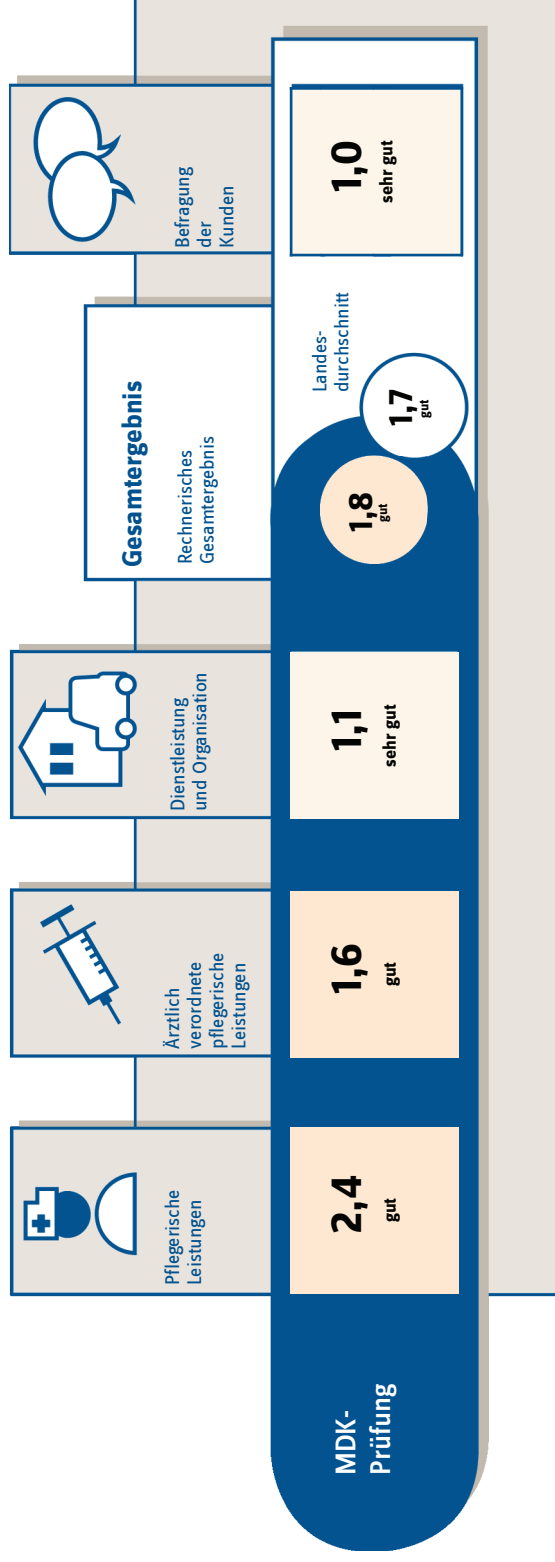 Pflegerische
Leistungen
Ärztlich
verordnete
pflegerische
Leistungen
Dienstleistung
und Organisation
Gesamtergebnis
Rechnerisches
Gesamtergebnis
Befragung
der
Kunden
MDK-
Prüfung
2,4
gut
1,6
gut
1,1
sehr gut
1,8
gut
Landes-
durchschnitt
1,7
gut
1,0
sehr gut